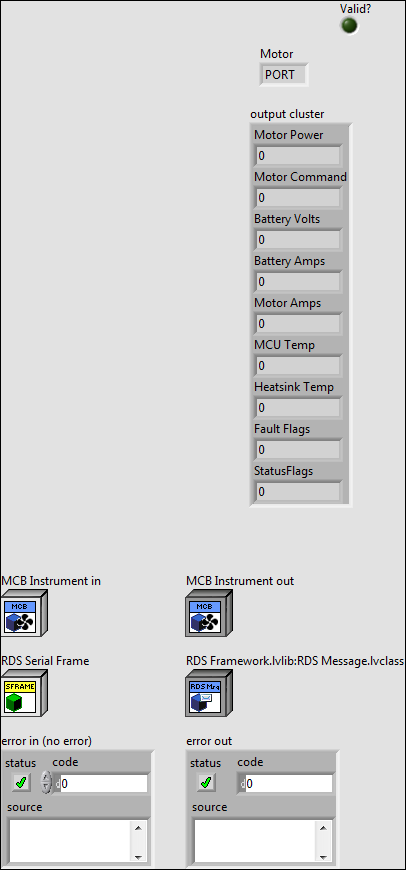 Valid?
Motor
PORT
output cluster
Motor Power
0
Motor Command
0
Battery Volts
0
Battery Amps
0
Motor Amps
0
MCU Temp
0
Heatsink Temp
0
Fault Flags
0
StatusFlags
0
MCB Instrument in
MCB Instrument out
MCB
MCB
RDS Serial Frame
RDS Framework.lvlib:RDS Message.lvclass
SFRAME
RDS Msg
error in (no error)
error out
status code
status code
d0
d0
source
source